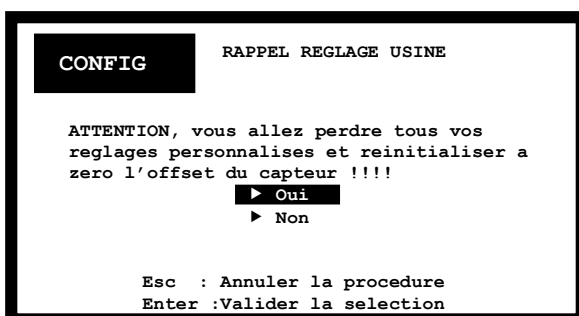 CONFIG
RAPPEL REGLAGE USINE
ATTENTION, vous allez perdre tous vos
reglages personnalises et reinitialiser a
zero l'offset du capteur !!!!
► Oui
► Non
Esc : Annuler la procedure
Enter :Valider la selection